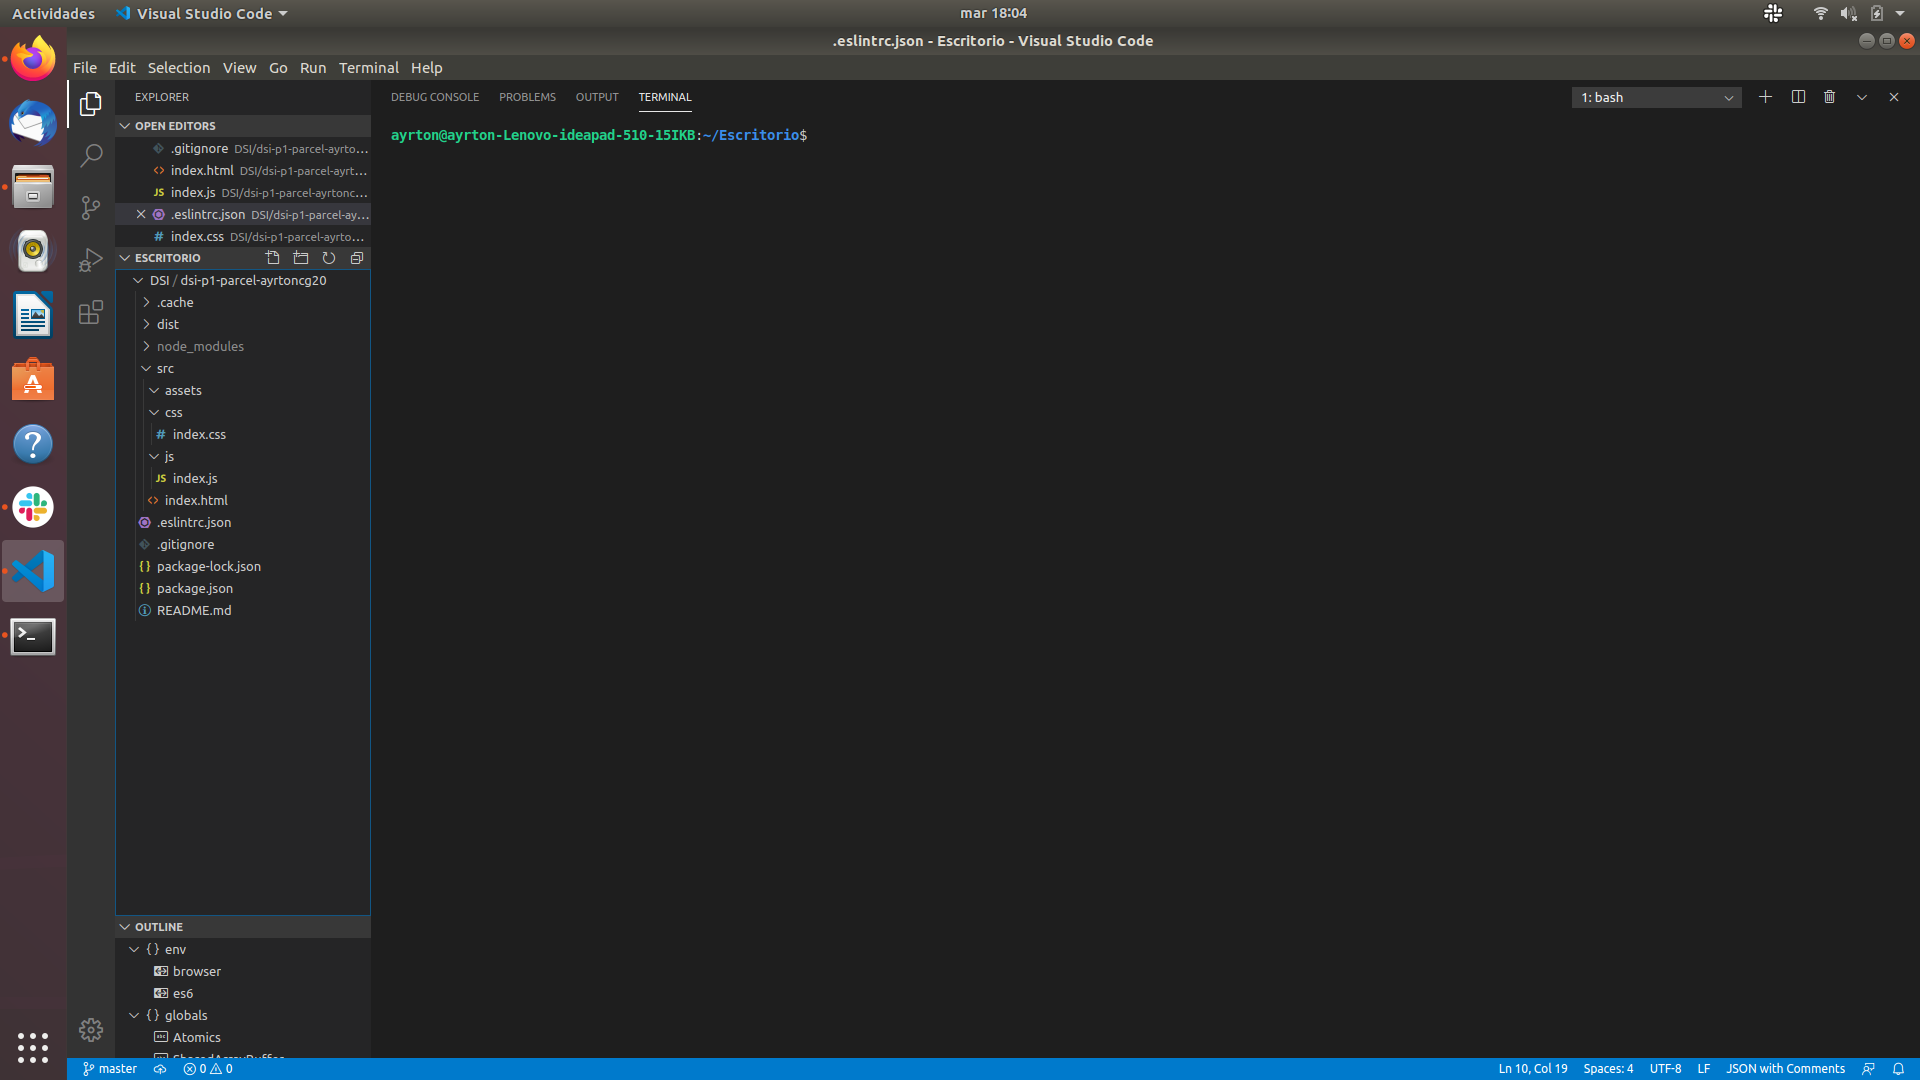 Actividades
Visual Studio Code
mar 18:04
.eslintrc.json - Escritorio - Visual Studio Code
File Edit Selection View Go Run Terminal Help
EXPLORER
OPEN EDITORS
.gitignore DSI/dsi-p1-parcel-ayrto...
index.html DSI/dsi-p1-parcel-ayrt...
JS index.js DSI/dsi-p1-parcel-ayrtonc...
.eslintrc.json DSI/dsi-p1-parcel-ay...
# index.css DSI/dsi-p1-parcel-ayrto...
ESCRITORIO
DSI / dsi-p1-parcel-ayrtoncg20
.cache
dist
node_modules
src
assets
css
# index.css
js
JS index.js
<> index.html
.eslintrc.json
.gitignore
{} package-lock.json
{} package.json
README.md
OUTLINE
{} env
browser
es6
{} globals
Atomics
SharedArrayBuffer
DEBUG CONSOLE PROBLEMS OUTPUT TERMINAL
1: bash
ayrton@ayrton-Lenovo-ideapad-510-15IKB:~/Escritorio$
master
0 0
Ln 10, Col 19
Spaces: 4
UTF-8
LF
JSON with Comments